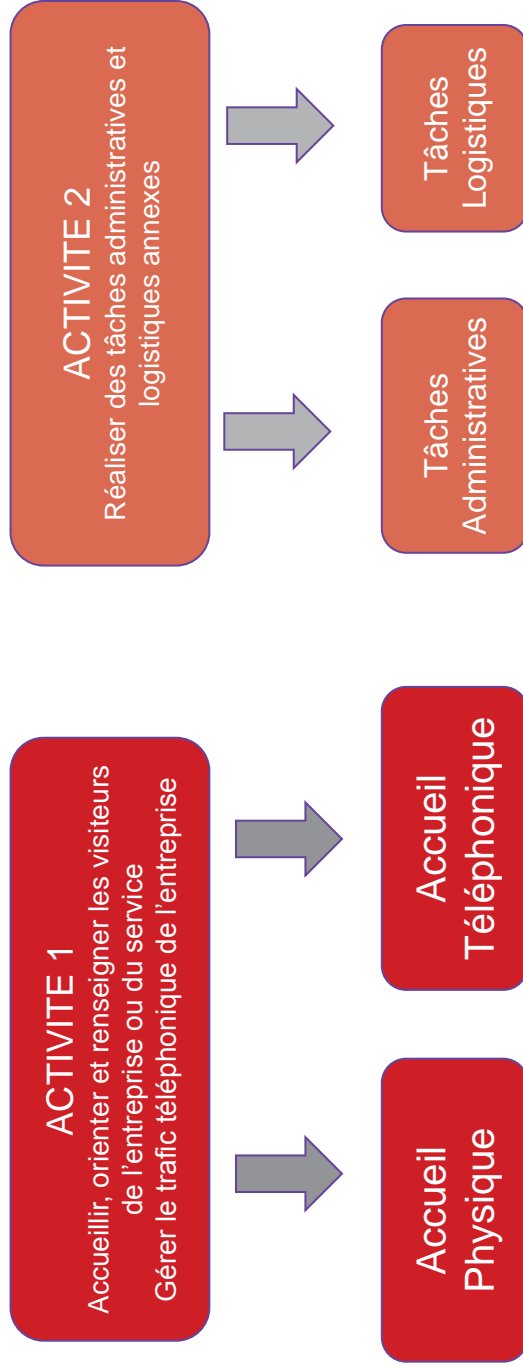 ACTIVITE 1
Accueillir, orienter et renseigner les visiteurs
de l'entreprise ou du service
Gérer le trafic téléphonique de l'entreprise
Accueil
Physique
Accueil
Téléphonique
ACTIVITE 2
Réaliser des tâches administratives et
logistiques annexes
Tâches
Administratives
Tâches
Logistiques